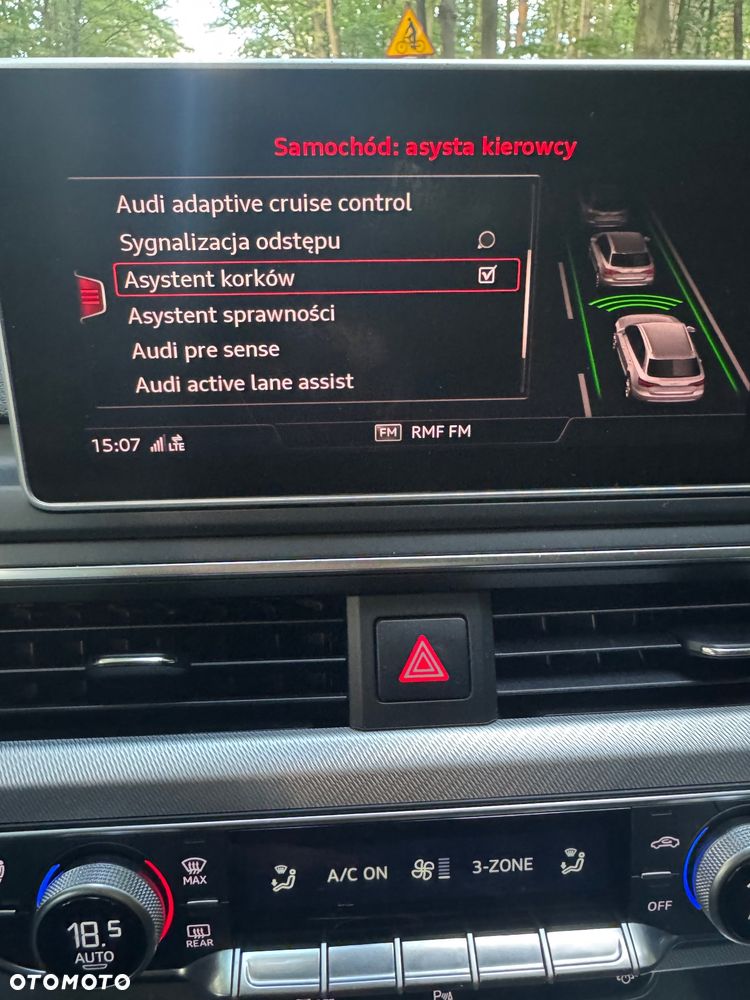 Samochód: asysta kierowcy
Audi adaptive cruise control
Sygnalizacja odstępu
Asystent korków
Asystent sprawności
Audi pre sense
Audi active lane assist
15:07 LTE
FM RMF FM
MAX
A/C ON
3-ZONE
18.5
AUTO
REAR
OFF
OTOMOTO